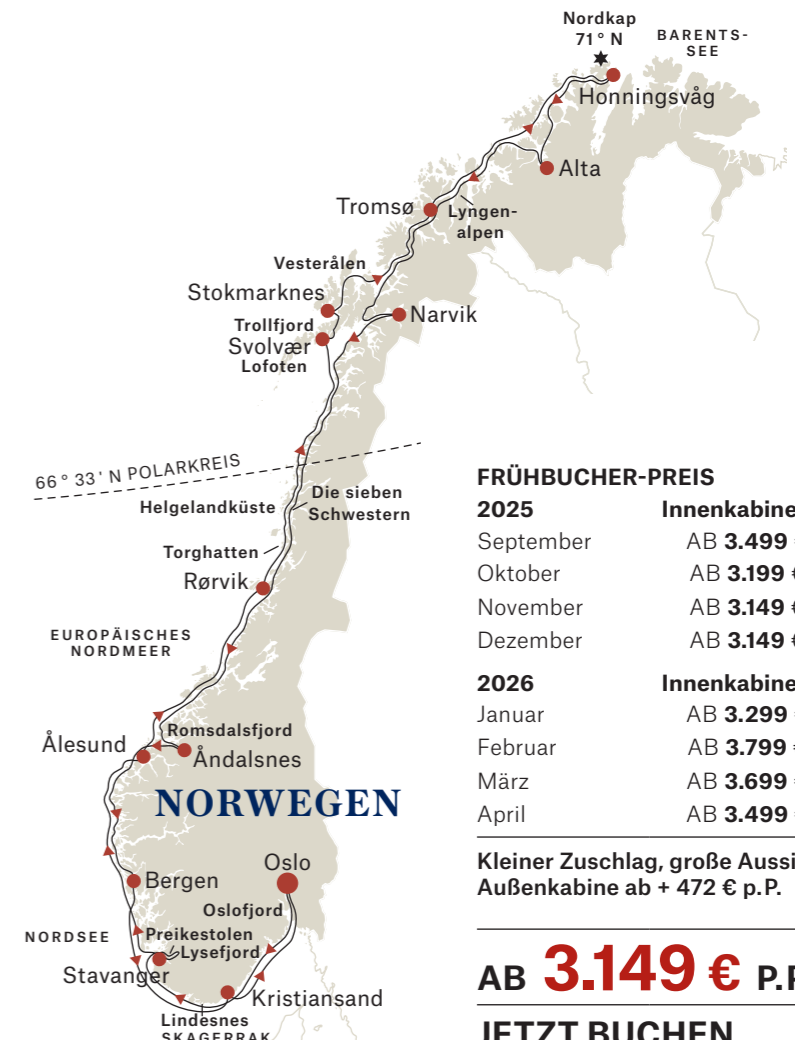 Nordkap
71° N
BARENTS-
SEE
Honningsvåg
Alta
Tromsø
Lyngen-
alpen
Vesterålen
Stokmarknes
Narvik
Trollfjord
Svolvær
Lofoten
66° 33' N POLARKREIS
Helgelandküste
Die sieben
Schwestern
Torghatten
Rørvik
EUROPÄISCHES
NORDMEER
Romsdalsfjord
Ålesund
Åndalsnes
NORWEGEN
Oslo
Bergen
Oslofjord
NORDSEE
Preikestolen
Lysefjord
Stavanger
Kristiansand
Lindesnes
SKAGERRAK
FRÜHBUCHER-PREIS
2025 Innenkabine
September AB 3.499 €
Oktober AB 3.199 €
November AB 3.149 €
Dezember AB 3.149 €
2026 Innenkabine
Januar AB 3.299 €
Februar AB 3.799 €
März AB 3.699 €
April AB 3.499 €
Kleiner Zuschlag, große Aussi
Außenkabine ab + 472 € p.P.
AB 3.149 € P.P
JETZT BUCHEN